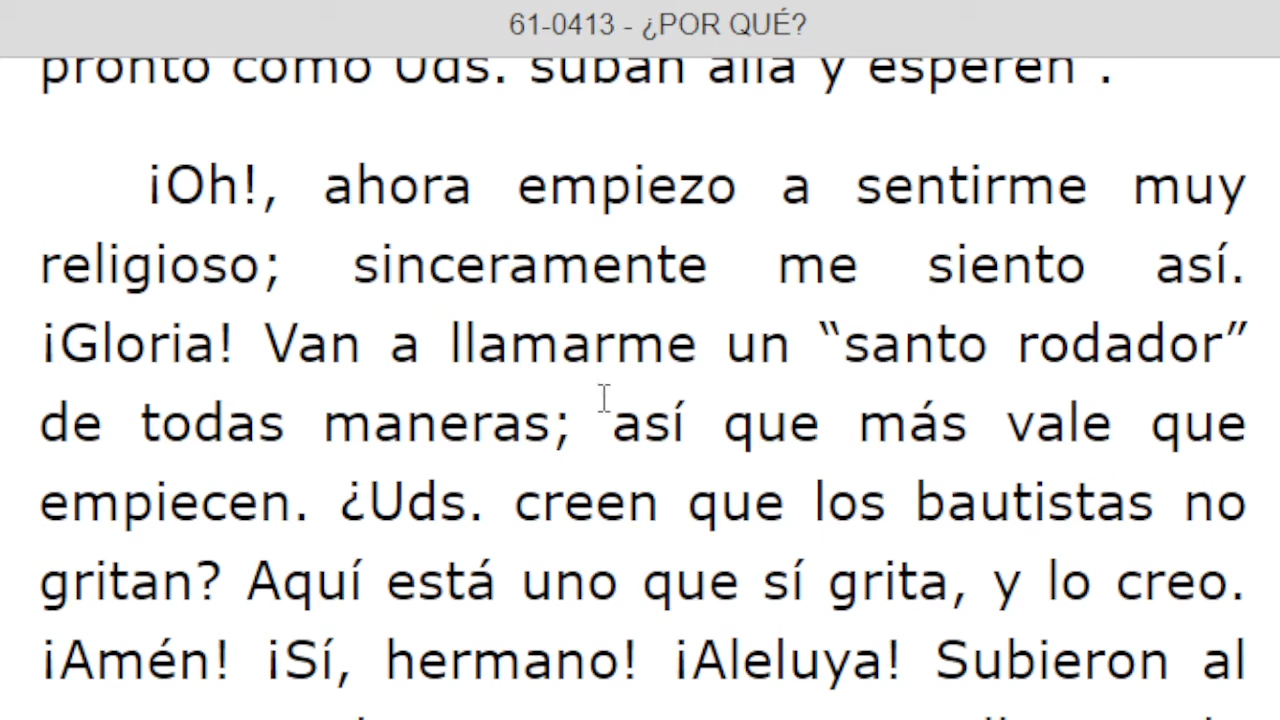 61-0413 - ¿POR QUÉ?
pronto como Uds. suban allá y esperen".
¡Oh!, ahora empiezo a sentirme muy
religioso; sinceramente me siento así.
¡Gloria! Van a llamarme un “santo rodador”
de todas maneras; así que más vale que
empiecen. ¿Uds. creen que los bautistas no
gritan? Aquí está uno que sí grita, y lo creo.
¡Amén! ¡Sí, hermano! ¡Aleluya! Subieron al